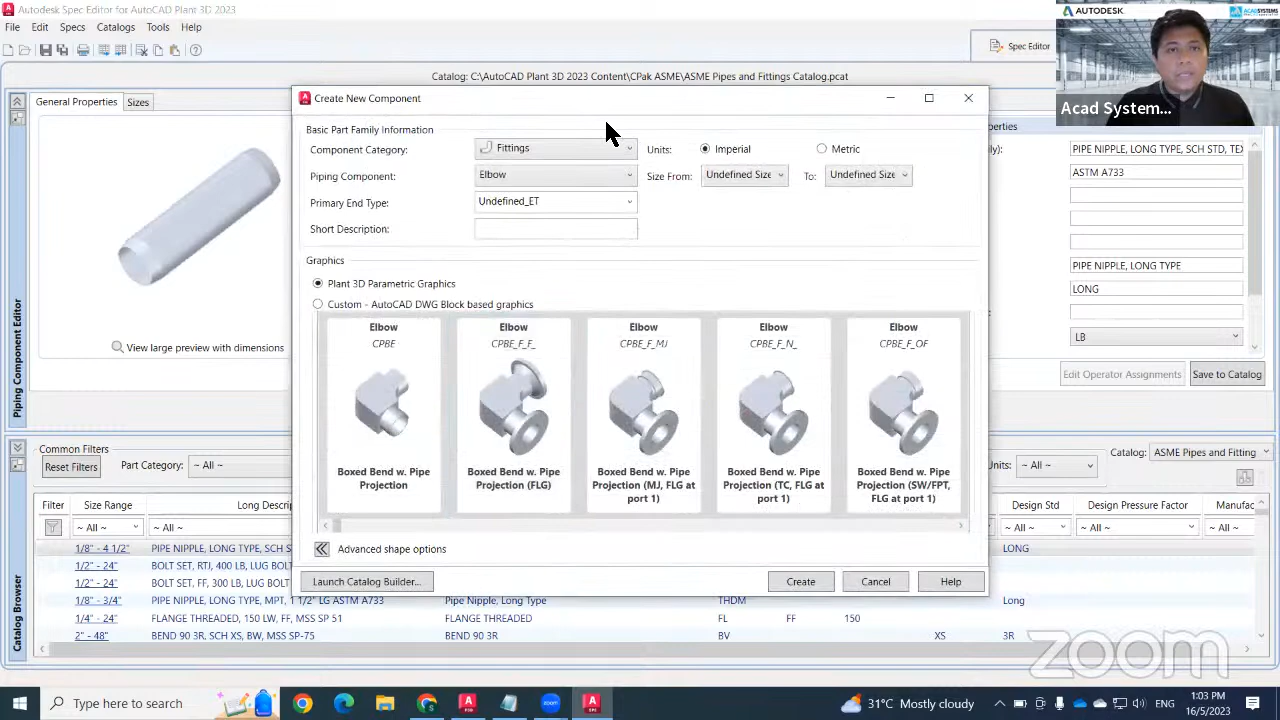 Autodesk Spec Editor for AutoCAD Plant 3D 2023
File Edit Specs Catalog Tools Help
Spec Editor
AUTODESK
ACADSYSTEMS
Acad System...
Catalog: C:\AutoCAD Plant 3D 2023 Content\CPak ASME\ASME Pipes and Fittings Catalog.pcat
General Properties Sizes
Piping Component Editor
View large preview with dimensions
Create New Component
Basic Part Family Information
Component Category: Fittings Units: Imperial Metric
Piping Component: Elbow Size From: Undefined Size To: Undefined Size
Primary End Type: Undefined_ET
Short Description:
Graphics
Plant 3D Parametric Graphics
Custom - AutoCAD DWG Block based graphics
Elbow
CPBE
Boxed Bend w. Pipe
Projection
Elbow
CPBE_F_F_
Boxed Bend w. Pipe
Projection (FLG)
Elbow
CPBE_F_MJ
Boxed Bend w. Pipe
Projection (MJ, FLG at
port 1)
Elbow
CPBE_F_N_
Boxed Bend w. Pipe
Projection (TC, FLG at
port 1)
Elbow
CPBE_F_OF
Boxed Bend w. Pipe
Projection (SW/FPT,
FLG at port 1)
Advanced shape options
Launch Catalog Builder... Create Cancel Help
PIPE NIPPLE, LONG TYPE, SCH STD, TE
ASTM A733
PIPE NIPPLE, LONG TYPE
LONG
LB
Edit Operator Assignments Save to Catalog
Catalog Browser
Common Filters
Reset Filters Part Category: ~ All ~ Units: ~ All ~ Catalog: ASME Pipes and Fitting
Filter Size Range Long Descrip Design Std Design Pressure Factor Manufac
~ All ~ ~ All ~ ~ All ~ ~ All ~ ~ All ~
1/8" - 4 1/2" PIPE NIPPLE, LONG TYPE, SCH S LONG
1/2" - 24" BOLT SET, RTJ, 400 LB, LUG BOLT
1/2" - 24" BOLT SET, FF, 300 LB, LUG BOLT
1/8" - 3/4" PIPE NIPPLE, LONG TYPE, MPT, 1 1/2" LG ASTM A733 Pipe Nipple, Long Type THDM Long
1/4" - 24" FLANGE THREADED, 150 LW, FF, MSS SP 51 FLANGE THREADED FL FF 150
2" - 48" BEND 90 3R, SCH XS, BW, MSS SP-75 BEND 90 3R BV XS 3R
zoom
Type here to search
31°C Mostly cloudy
1:03 PM
16/5/2023